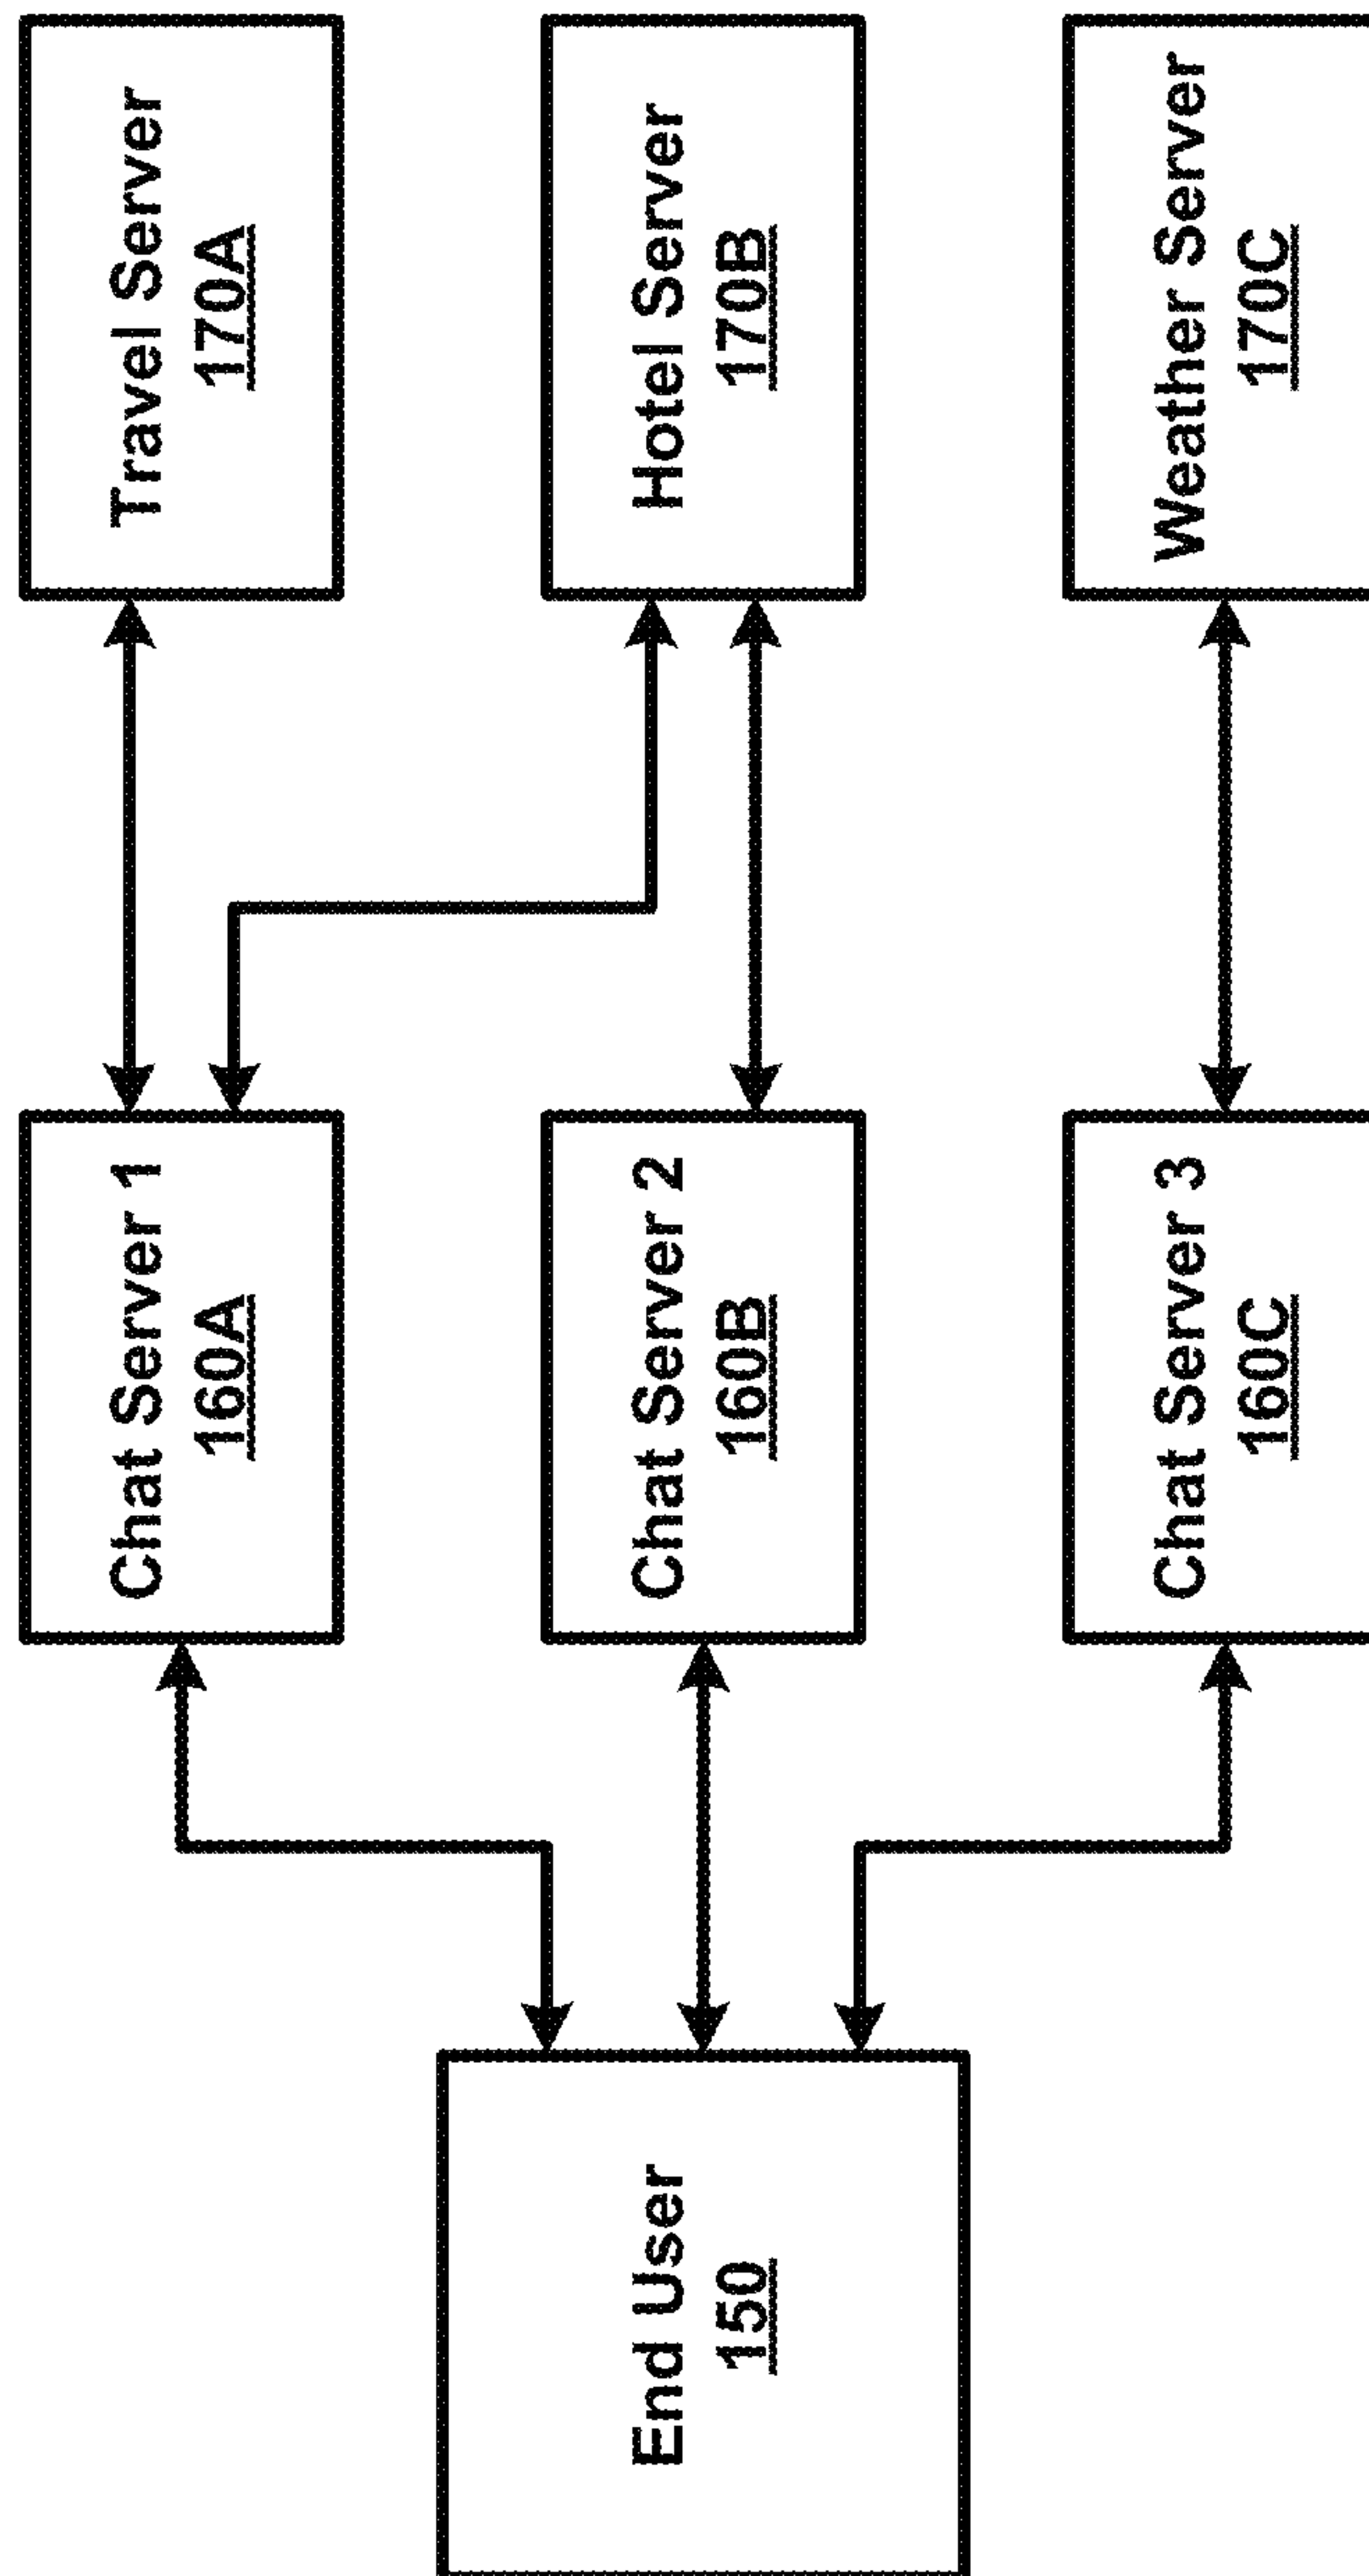 End User
150
Chat Server 1
160A
Chat Server 2
160B
Chat Server 3
160C
Travel Server
170A
Hotel Server
170B
Weather Server
170C